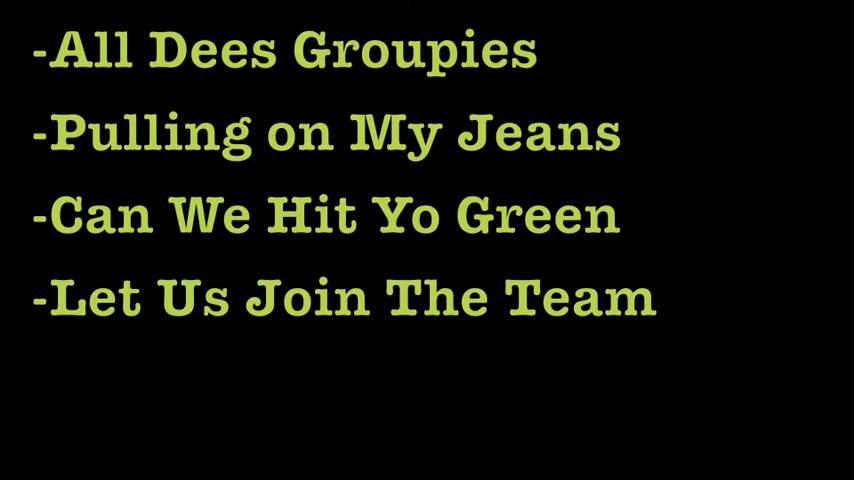 -All Dees Groupies
-Pulling on My Jeans
-Can We Hit Yo Green
-Let Us Join The Team